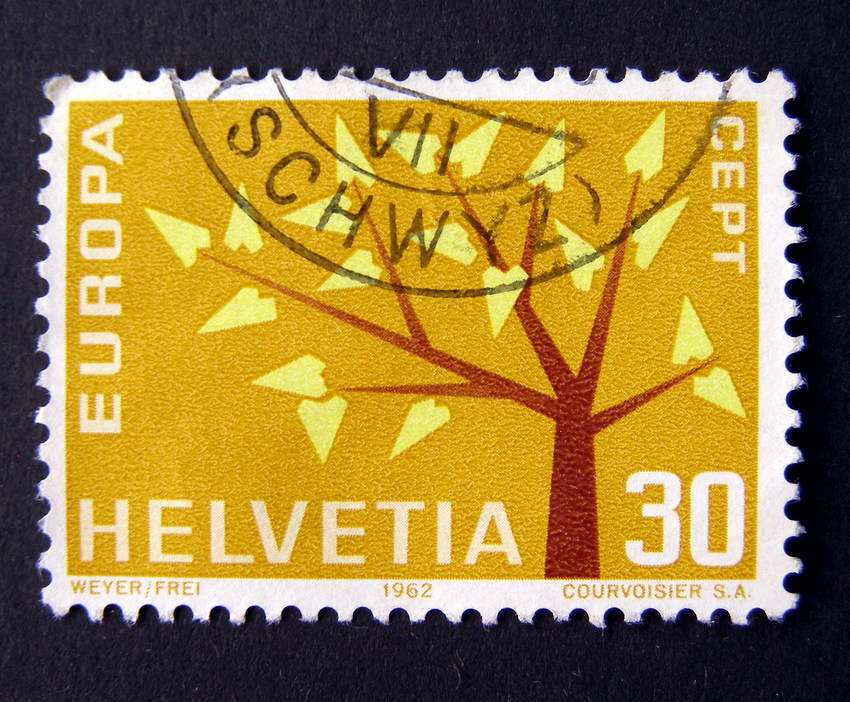 EUROPA
CEPT
VII
SCHWYZ
HELVETIA
30
WEYER/FREI
1962
COURVOISIER S.A.